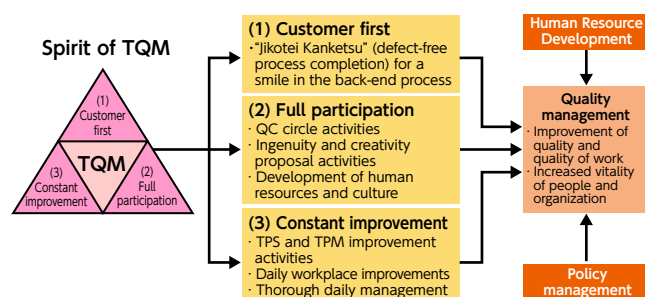 Spirit of TQM
(1)
Customer
first
TQM
(3)
Constant
improvement
(2)
Full
participation
(1) Customer first
・“Jikotei Kanketsu” (defect-free
process completion) for a
smile in the back-end process
(2) Full participation
・QC circle activities
・Ingenuity and creativity
proposal activities
・Development of human
resources and culture
(3) Constant improvement
・TPS and TPM improvement
activities
・Daily workplace improvements
・Thorough daily management
Human Resource
Development
Quality
management
・Improvement of
quality and
quality of work
・Increased vitality
of people and
organization
Policy
management